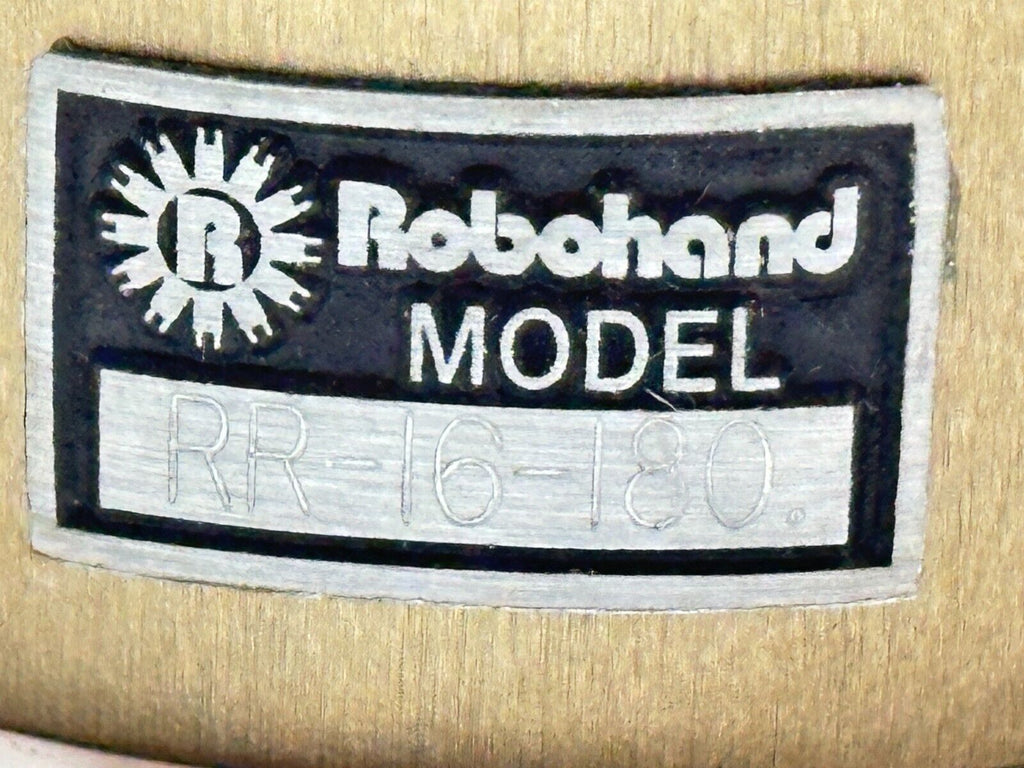 R Robohand
MODEL
RR-16-180.